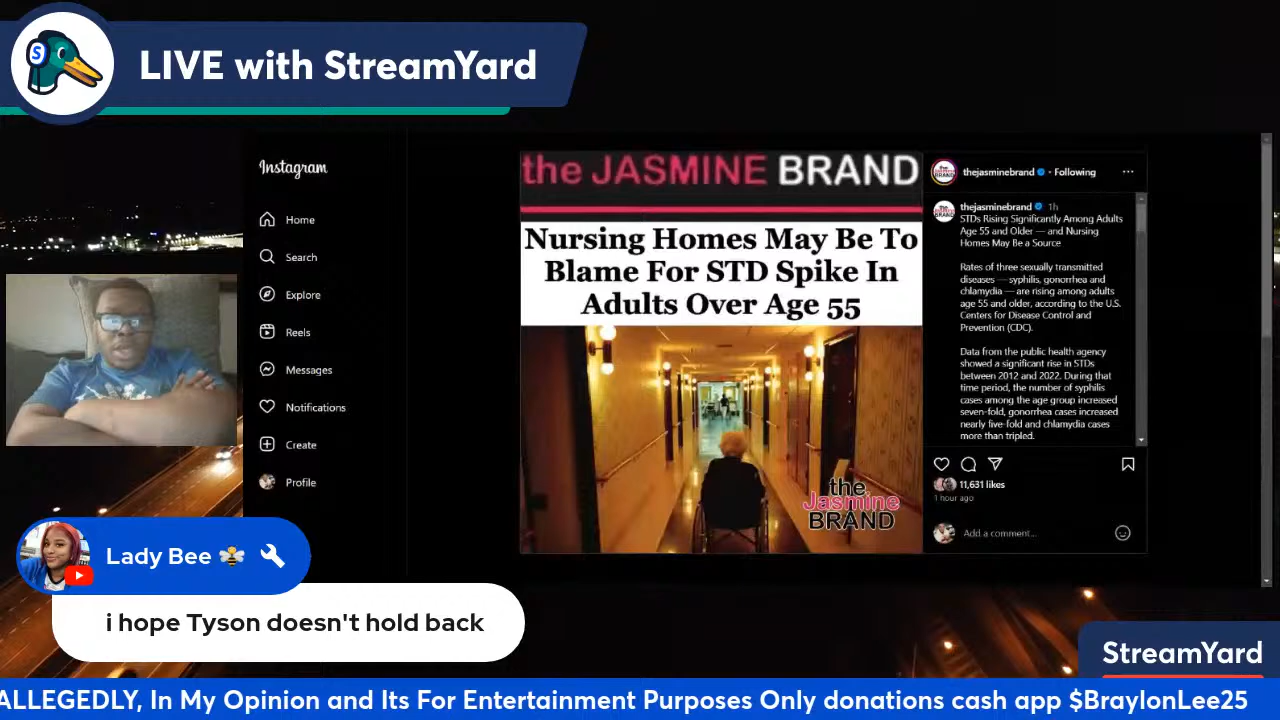 LIVE with StreamYard
Instagram
Home
Search
Explore
Reels
Messages
Notifications
Create
Profile
the JASMINE BRAND
Nursing Homes May Be To
Blame For STD Spike In
Adults Over Age 55
the
Jasmine
BRAND
thejasminebrand • Following
thejasminebrand 1h
STDs Rising Significantly Among Adults
Age 55 and Older — and Nursing
Homes May Be a Source
Rates of three sexually transmitted
diseases — syphilis, gonorrhea and
chlamydia — are rising among adults
age 55 and older, according to the U.S.
Centers for Disease Control and
Prevention (CDC).
Data from the public health agency
showed a significant rise in STDs
between 2012 and 2022. During that
time period, the number of syphilis
cases among the age group increased
seven-fold, gonorrhea cases increased
nearly five-fold and chlamydia cases
more than tripled.
11,631 likes
1 hour ago
Add a comment...
Lady Bee
i hope Tyson doesn't hold back
StreamYard
ALLEGEDLY, In My Opinion and Its For Entertainment Purposes Only donations cash app $BraylonLee25